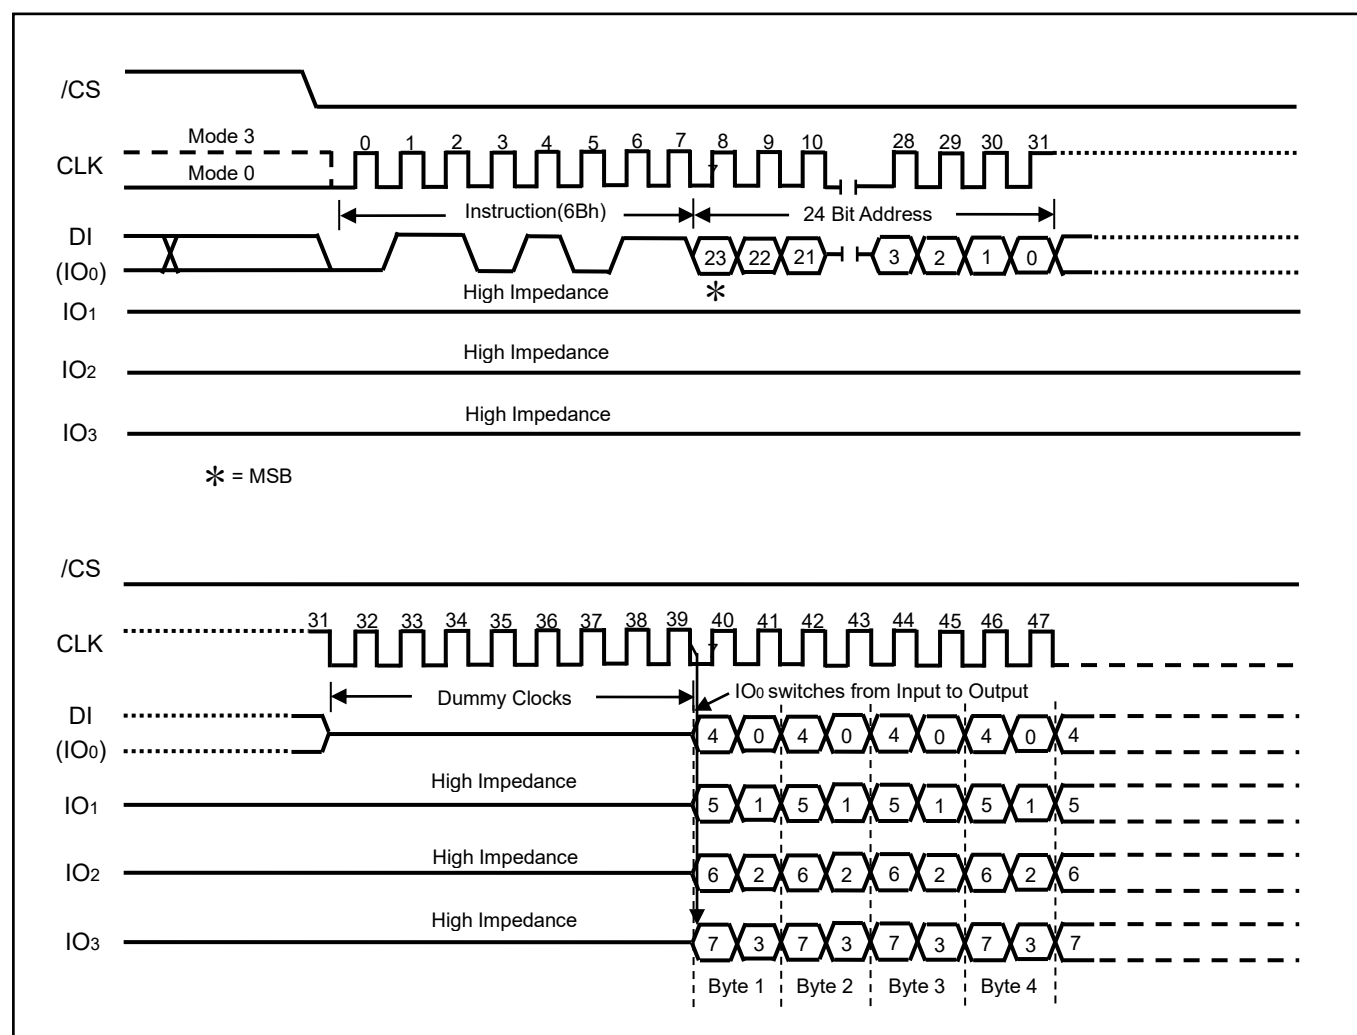 /CS
Mode 3
0 1 2 3 4 5 6 7 8 9 10 28 29 30 31
CLK
7
Mode 0
Instruction(6Bh)
24 Bit Address
DI
(IO0)
23 22 21 3 2 1 0
High Impedance
*
IO1
High Impedance
IO2
High Impedance
IO3
* = MSB
/CS
31 32 33 34 35 36 37 38 39 40 41 42 43 44 45 46 47
CLK
7
Dummy Clocks
IO0 switches from Input to Output
DI
(IO0)
4 0 4 0 4 0 4 0 4
High Impedance
IO1
5 1 5 1 5 1 5 1 5
High Impedance
IO2
6 2 6 2 6 2 6 2 6
High Impedance
IO3
7 3 7 3 7 3 7 3 7
Byte 1 Byte 2 Byte 3 Byte 4